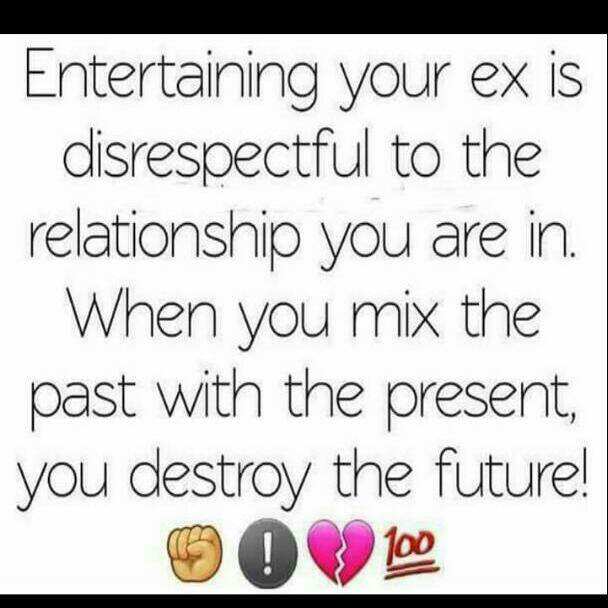 Entertaining your ex is
disrespectful to the
relationship you are in.
When you mix the
past with the present,
you destroy the future!
✊❕💔💯